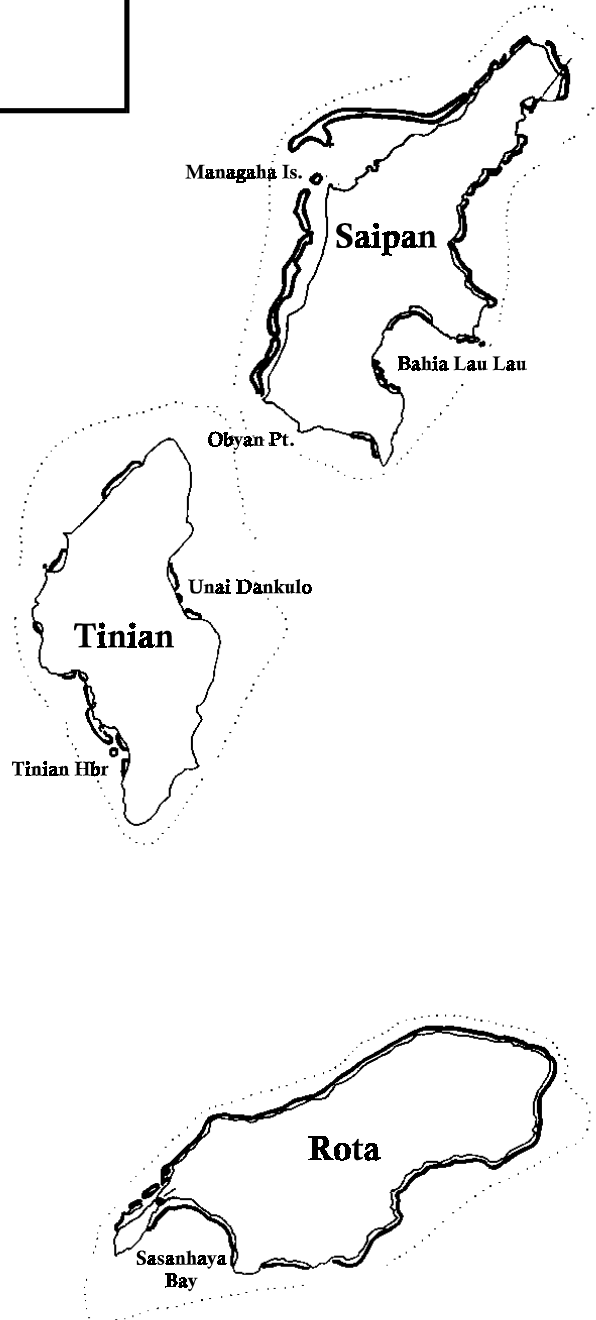 Managaha Is.
Saipan
Bahia Lau Lau
Obyan Pt.
Unai Dankulo
Tinian
Tinian Hbr
Rota
Sasanhaya
Bay